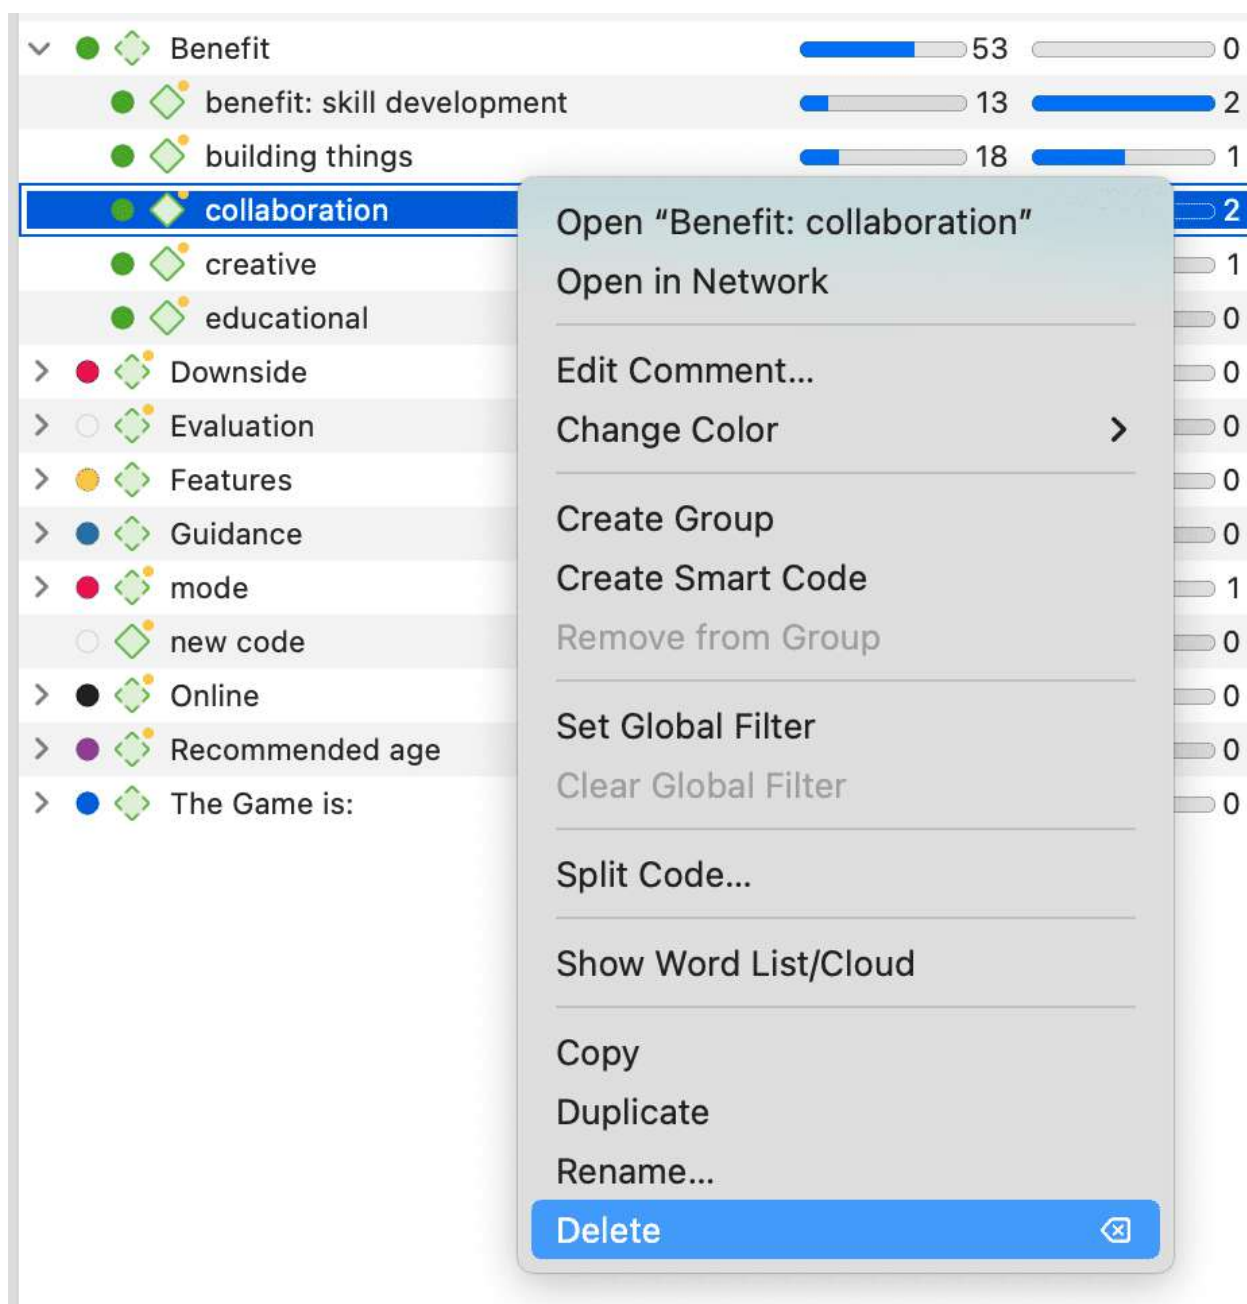 Benefit 53 0
benefit: skill development 13 2
building things 18 1
collaboration 2
creative 1
educational 0
Downside 0
Evaluation 0
Features 0
Guidance 0
mode 1
new code 0
Online 0
Recommended age 0
The Game is: 0
Open “Benefit: collaboration”
Open in Network
Edit Comment...
Change Color
Create Group
Create Smart Code
Remove from Group
Set Global Filter
Clear Global Filter
Split Code...
Show Word List/Cloud
Copy
Duplicate
Rename...
Delete